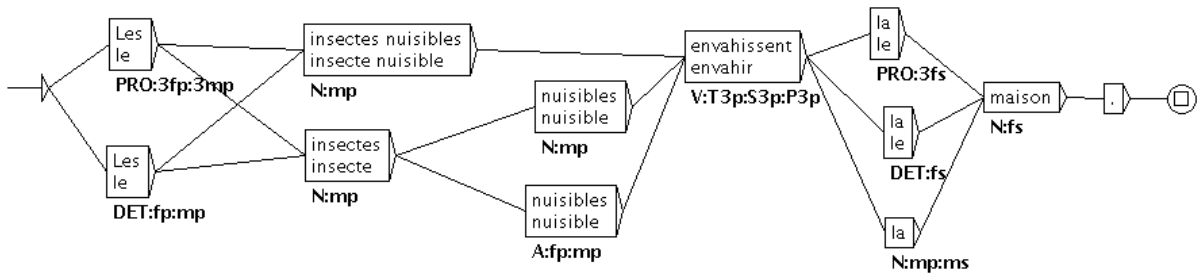 Les
le
PRO:3fp:3mp
Les
le
DET:fp:mp
insectes nuisibles
insecte nuisible
N:mp
insectes
insecte
N:mp
nuisibles
nuisible
N:mp
nuisibles
nuisible
A:fp:mp
envahissent
envahir
V:T3p:S3p:P3p
la
le
PRO:3fs
la
le
DET:fs
la
N:mp:ms
maison
N:fs
.